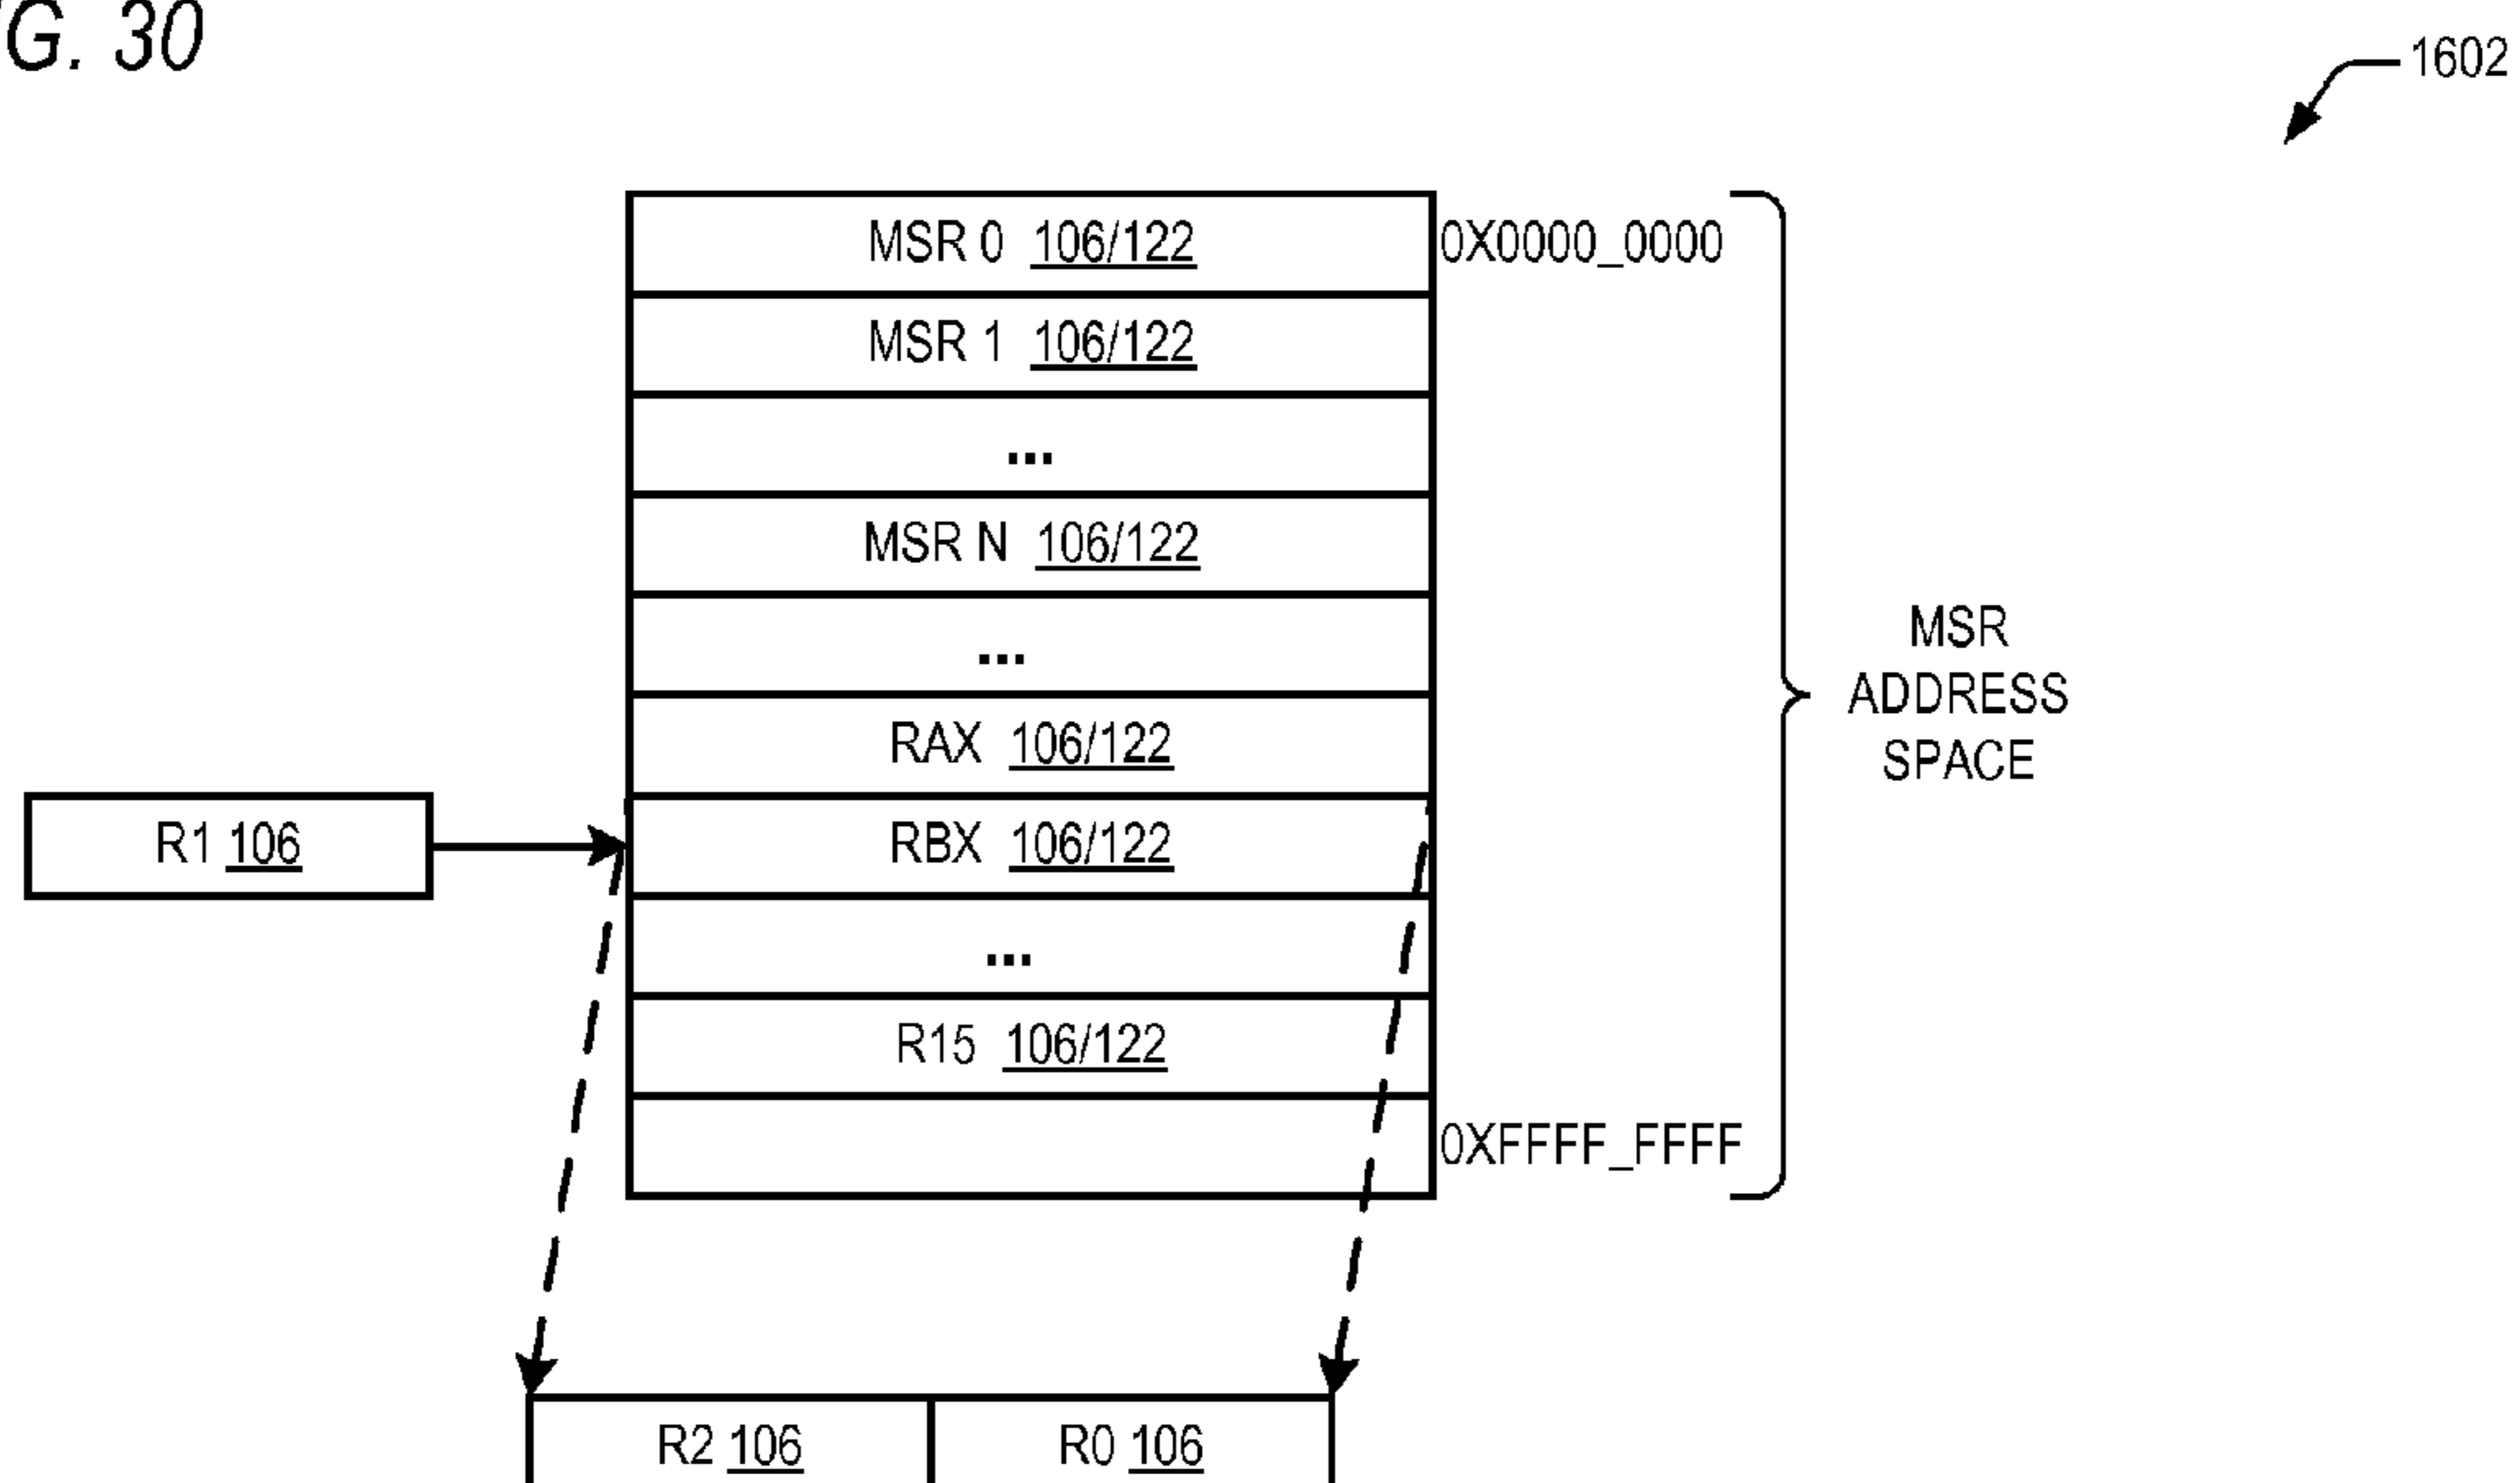 G. 30
1602
MSR 0 106/122 0X0000_0000
MSR 1 106/122
...
MSR N 106/122
...
MSR
ADDRESS
SPACE
RAX 106/122
R1 106
RBX 106/122
...
R15 106/122
0XFFFF_FFFF
R2 106 R0 106